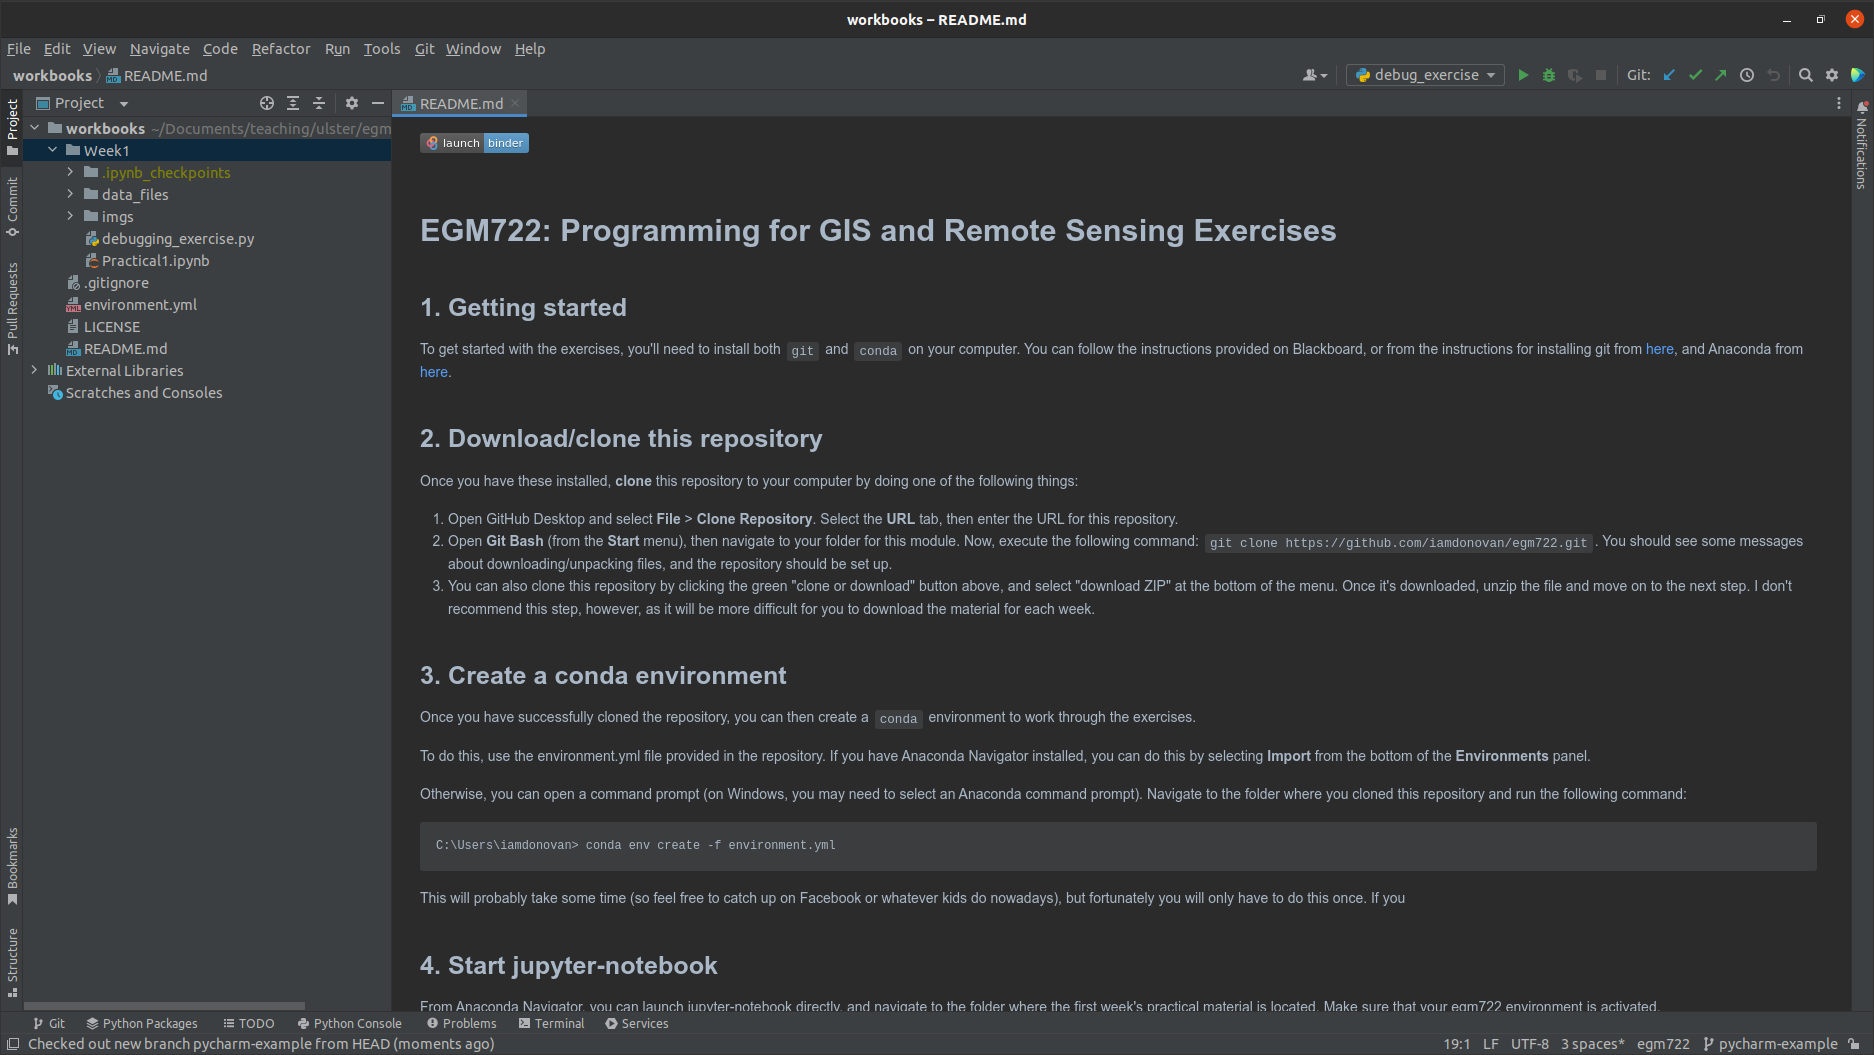 workbooks – README.md
File Edit View Navigate Code Refactor Run Tools Git Window Help
workbooks README.md
debug_exercise
Git:
Project
README.md
workbooks ~/Documents/teaching/ulster/egm
Week1
.ipynb_checkpoints
data_files
imgs
debugging_exercise.py
Practical1.ipynb
.gitignore
environment.yml
LICENSE
README.md
External Libraries
Scratches and Consoles
Project
Commit
Pull Requests
Bookmarks
Structure
Notifications
launch binder
EGM722: Programming for GIS and Remote Sensing Exercises
1. Getting started
To get started with the exercises, you'll need to install both git and conda on your computer. You can follow the instructions provided on Blackboard, or from the instructions for installing git from here, and Anaconda from
here.
2. Download/clone this repository
Once you have these installed, clone this repository to your computer by doing one of the following things:
1. Open GitHub Desktop and select File > Clone Repository. Select the URL tab, then enter the URL for this repository.
2. Open Git Bash (from the Start menu), then navigate to your folder for this module. Now, execute the following command: git clone https://github.com/iamdonovan/egm722.git . You should see some messages
about downloading/unpacking files, and the repository should be set up.
3. You can also clone this repository by clicking the green "clone or download" button above, and select "download ZIP" at the bottom of the menu. Once it's downloaded, unzip the file and move on to the next step. I don't
recommend this step, however, as it will be more difficult for you to download the material for each week.
3. Create a conda environment
Once you have successfully cloned the repository, you can then create a conda environment to work through the exercises.
To do this, use the environment.yml file provided in the repository. If you have Anaconda Navigator installed, you can do this by selecting Import from the bottom of the Environments panel.
Otherwise, you can open a command prompt (on Windows, you may need to select an Anaconda command prompt). Navigate to the folder where you cloned this repository and run the following command:
C:\Users\iamdonovan> conda env create -f environment.yml
This will probably take some time (so feel free to catch up on Facebook or whatever kids do nowadays), but fortunately you will only have to do this once. If you
4. Start jupyter-notebook
From Anaconda Navigator, you can launch jupyter-notebook directly, and navigate to the folder where the first week's practical material is located. Make sure that your egm722 environment is activated.
Git Python Packages TODO Python Console Problems Terminal Services
Checked out new branch pycharm-example from HEAD (moments ago)
19:1 LF UTF-8 3 spaces* egm722 pycharm-example